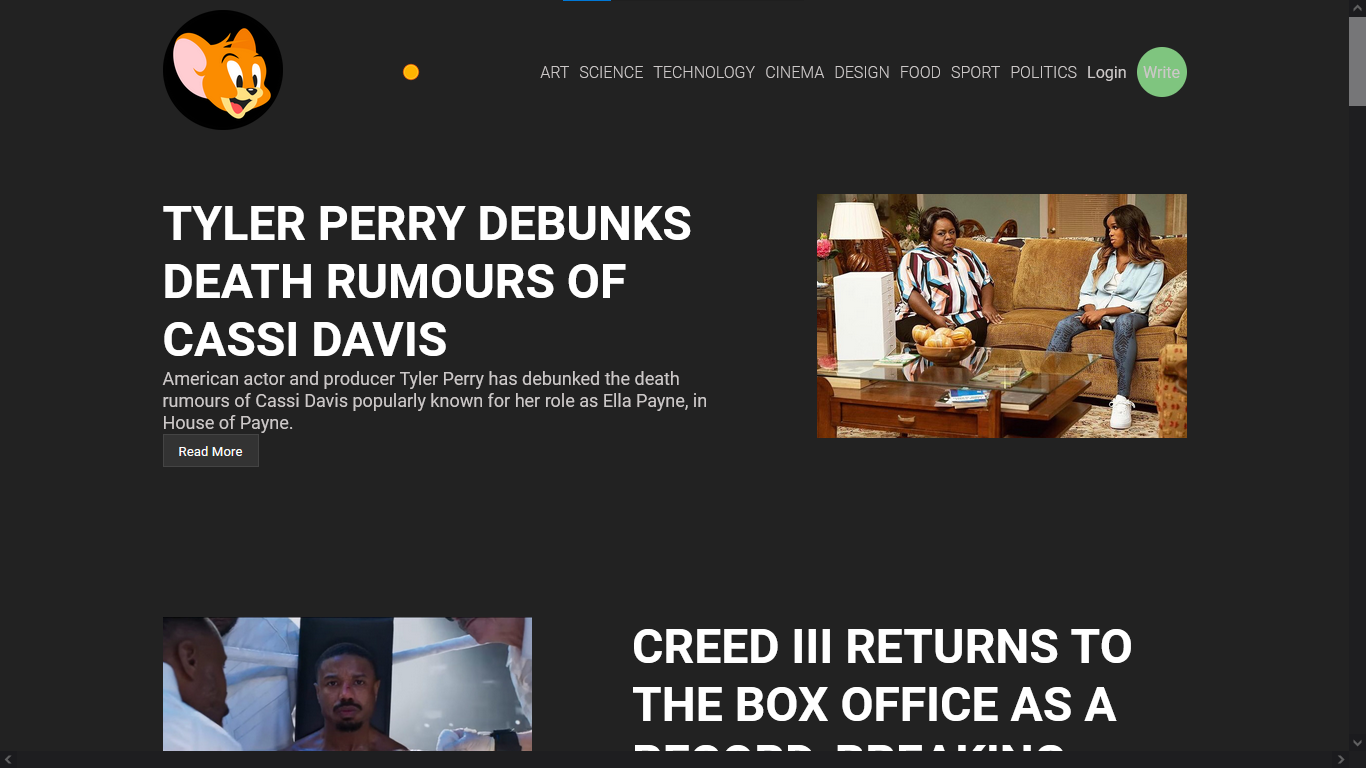 ART SCIENCE TECHNOLOGY CINEMA DESIGN FOOD SPORT POLITICS Login Write
TYLER PERRY DEBUNKS
DEATH RUMOURS OF
CASSI DAVIS
American actor and producer Tyler Perry has debunked the death
rumours of Cassi Davis popularly known for her role as Ella Payne, in
House of Payne.
Read More
CREED III RETURNS TO
THE BOX OFFICE AS A
RECORD-BREAKING